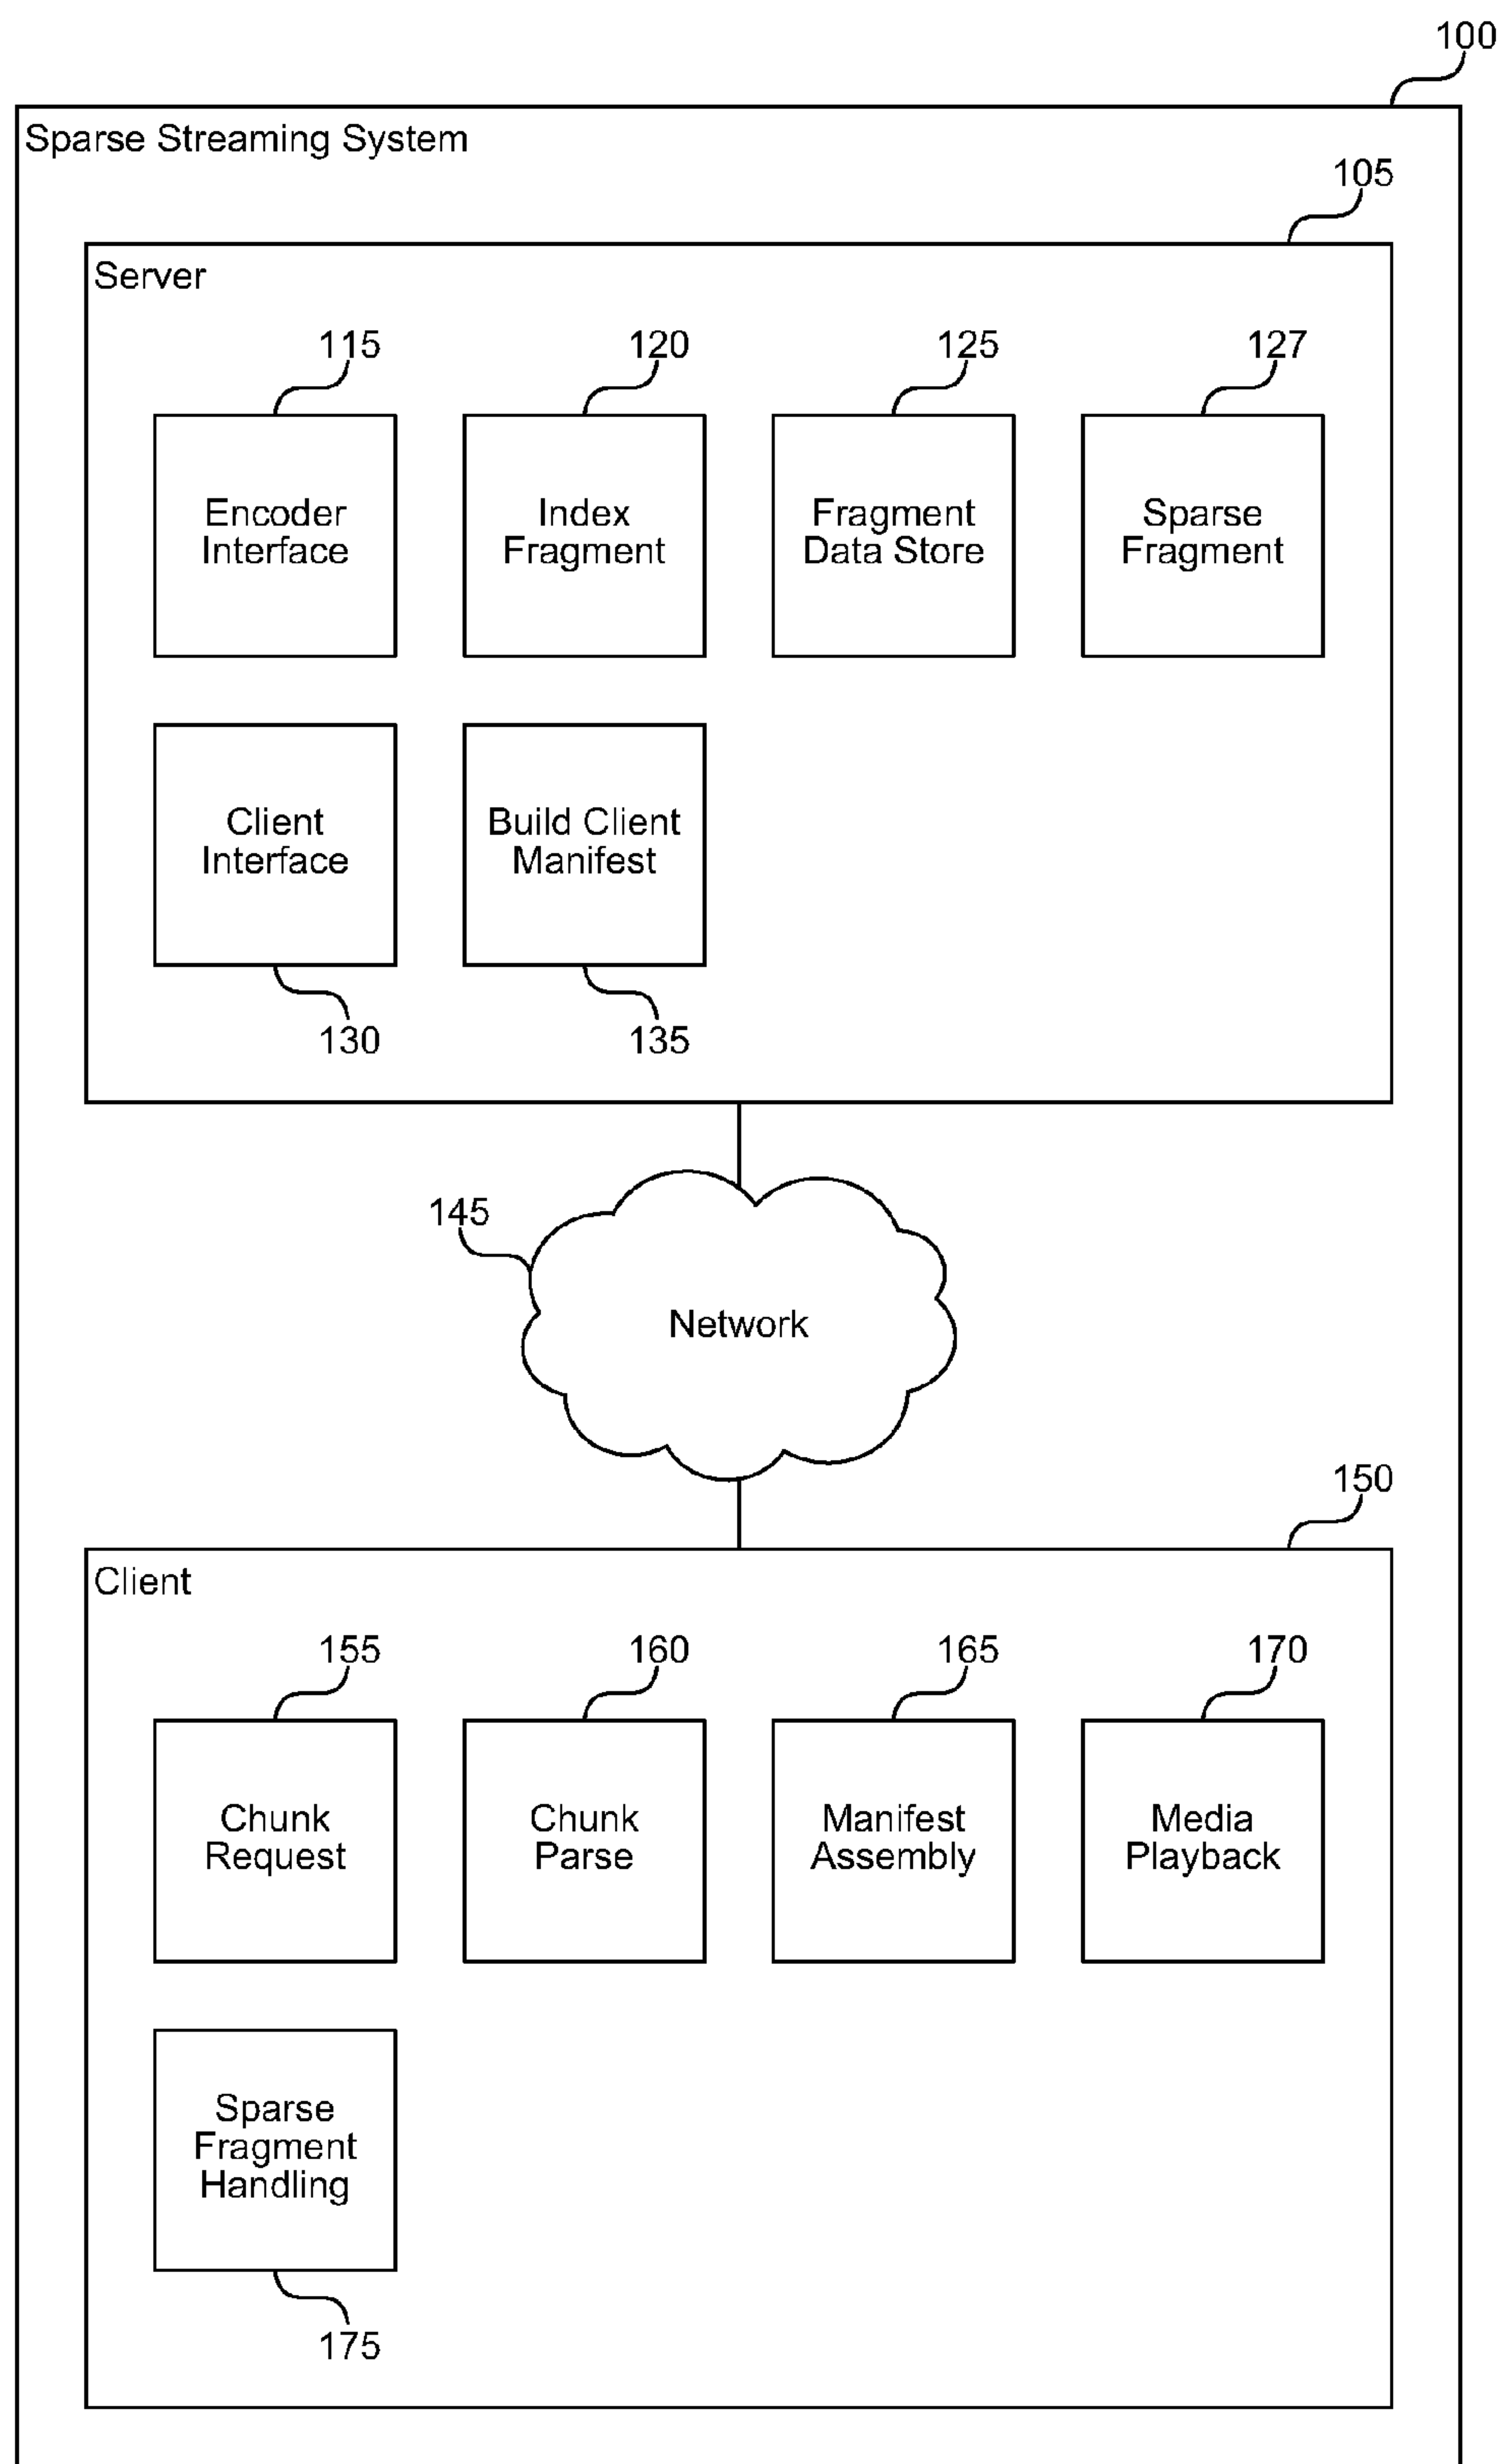 100
Sparse Streaming System
105
Server
115
120
125
127
Encoder
Interface
Index
Fragment
Fragment
Data Store
Sparse
Fragment
Client
Interface
Build Client
Manifest
130
135
145
Network
150
Client
155
160
165
170
Chunk
Request
Chunk
Parse
Manifest
Assembly
Media
Playback
Sparse
Fragment
Handling
175